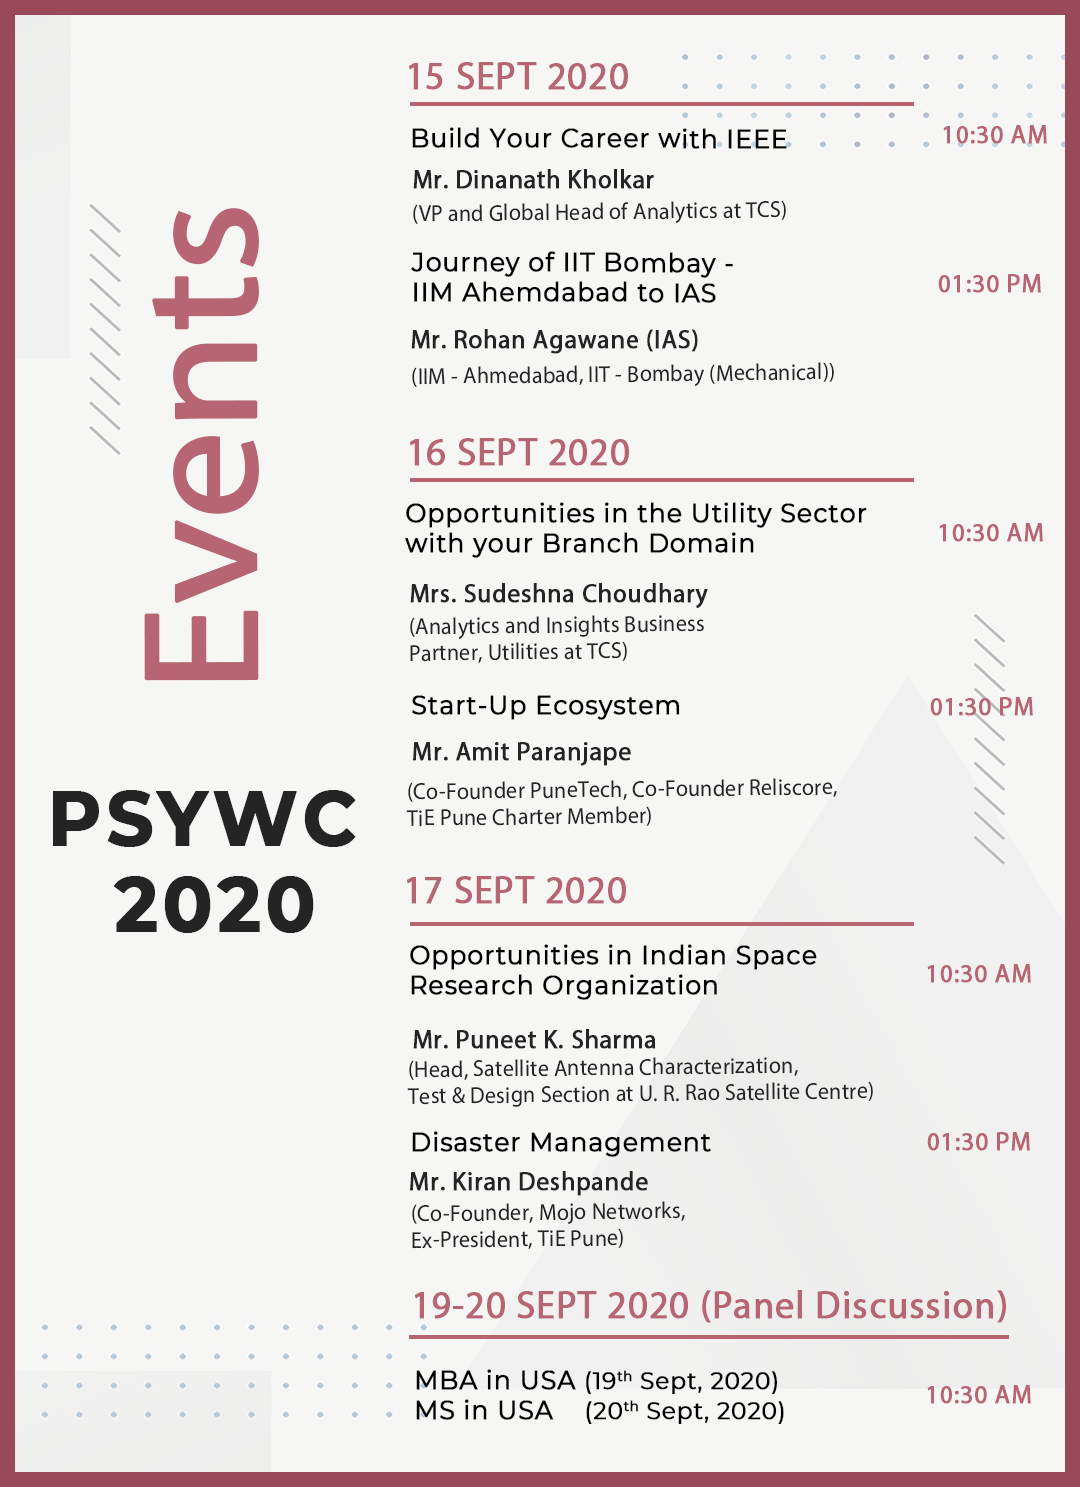 Events
PSYWC
2020
15 SEPT 2020
Build Your Career with IEEE
10:30 AM
Mr. Dinanath Kholkar
(VP and Global Head of Analytics at TCS)
Journey of IIT Bombay -
IIM Ahemdabad to IAS
01:30 PM
Mr. Rohan Agawane (IAS)
(IIM - Ahmedabad, IIT - Bombay (Mechanical))
16 SEPT 2020
Opportunities in the Utility Sector
with your Branch Domain
10:30 AM
Mrs. Sudeshna Choudhary
(Analytics and Insights Business
Partner, Utilities at TCS)
Start-Up Ecosystem
01:30 PM
Mr. Amit Paranjape
(Co-Founder PuneTech, Co-Founder Reliscore,
TiE Pune Charter Member)
17 SEPT 2020
Opportunities in Indian Space
Research Organization
10:30 AM
Mr. Puneet K. Sharma
(Head, Satellite Antenna Characterization,
Test & Design Section at U. R. Rao Satellite Centre)
Disaster Management
01:30 PM
Mr. Kiran Deshpande
(Co-Founder, Mojo Networks,
Ex-President, TiE Pune)
19-20 SEPT 2020 (Panel Discussion)
MBA in USA (19th Sept, 2020)
MS in USA (20th Sept, 2020)
10:30 AM